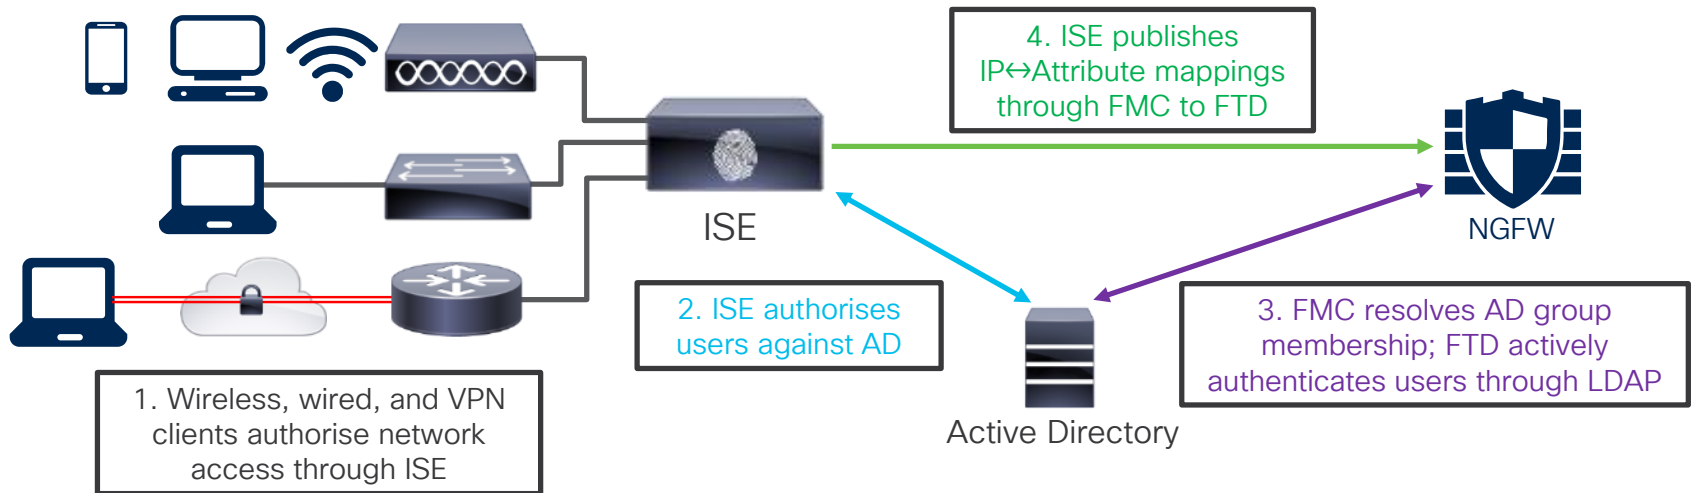 4. ISE publishes
IP↔Attribute mappings
through FMC to FTD
ISE
NGFW
2. ISE authorises
users against AD
3. FMC resolves AD group
membership; FTD actively
authenticates users through LDAP
1. Wireless, wired, and VPN
clients authorise network
access through ISE
Active Directory